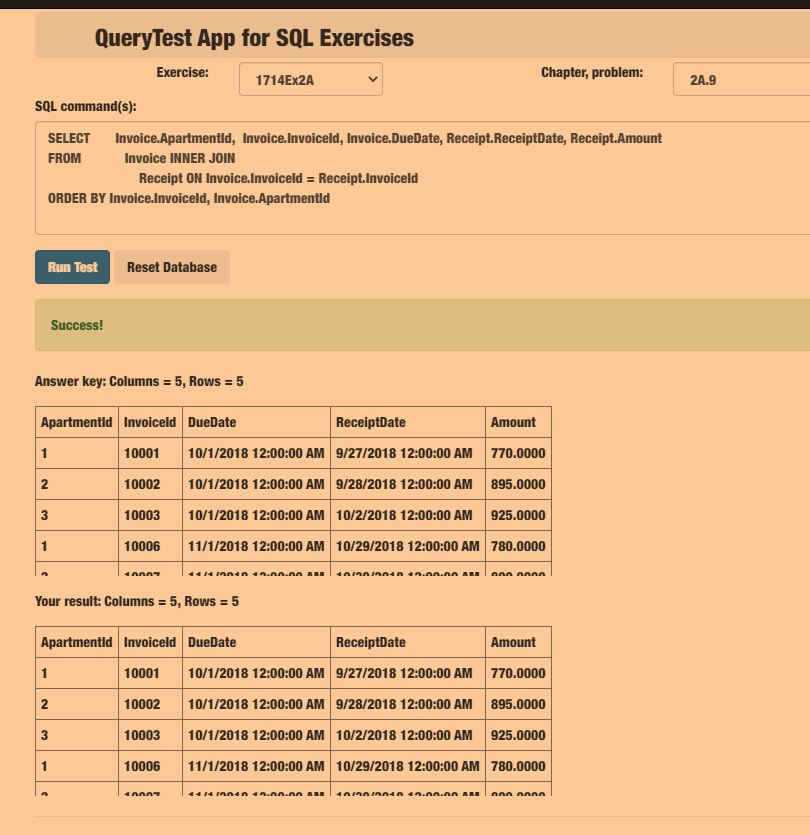 QueryTest App for SQL Exercises
Exercise: 1714Ex2A Chapter, problem: 2A.9
SQL command(s):
SELECT Invoice.ApartmentId, Invoice.InvoiceId, Invoice.DueDate, Receipt.ReceiptDate, Receipt.Amount
FROM Invoice INNER JOIN
Receipt ON Invoice.InvoiceId = Receipt.InvoiceId
ORDER BY Invoice.InvoiceId, Invoice.ApartmentId
Run Test Reset Database
Success!
Answer key: Columns = 5, Rows = 5
ApartmentId InvoiceId DueDate ReceiptDate Amount
1 10001 10/1/2018 12:00:00 AM 9/27/2018 12:00:00 AM 770.0000
2 10002 10/1/2018 12:00:00 AM 9/28/2018 12:00:00 AM 895.0000
3 10003 10/1/2018 12:00:00 AM 10/2/2018 12:00:00 AM 925.0000
1 10006 11/1/2018 12:00:00 AM 10/29/2018 12:00:00 AM 780.0000
Your result: Columns = 5, Rows = 5
ApartmentId InvoiceId DueDate ReceiptDate Amount
1 10001 10/1/2018 12:00:00 AM 9/27/2018 12:00:00 AM 770.0000
2 10002 10/1/2018 12:00:00 AM 9/28/2018 12:00:00 AM 895.0000
3 10003 10/1/2018 12:00:00 AM 10/2/2018 12:00:00 AM 925.0000
1 10006 11/1/2018 12:00:00 AM 10/29/2018 12:00:00 AM 780.0000